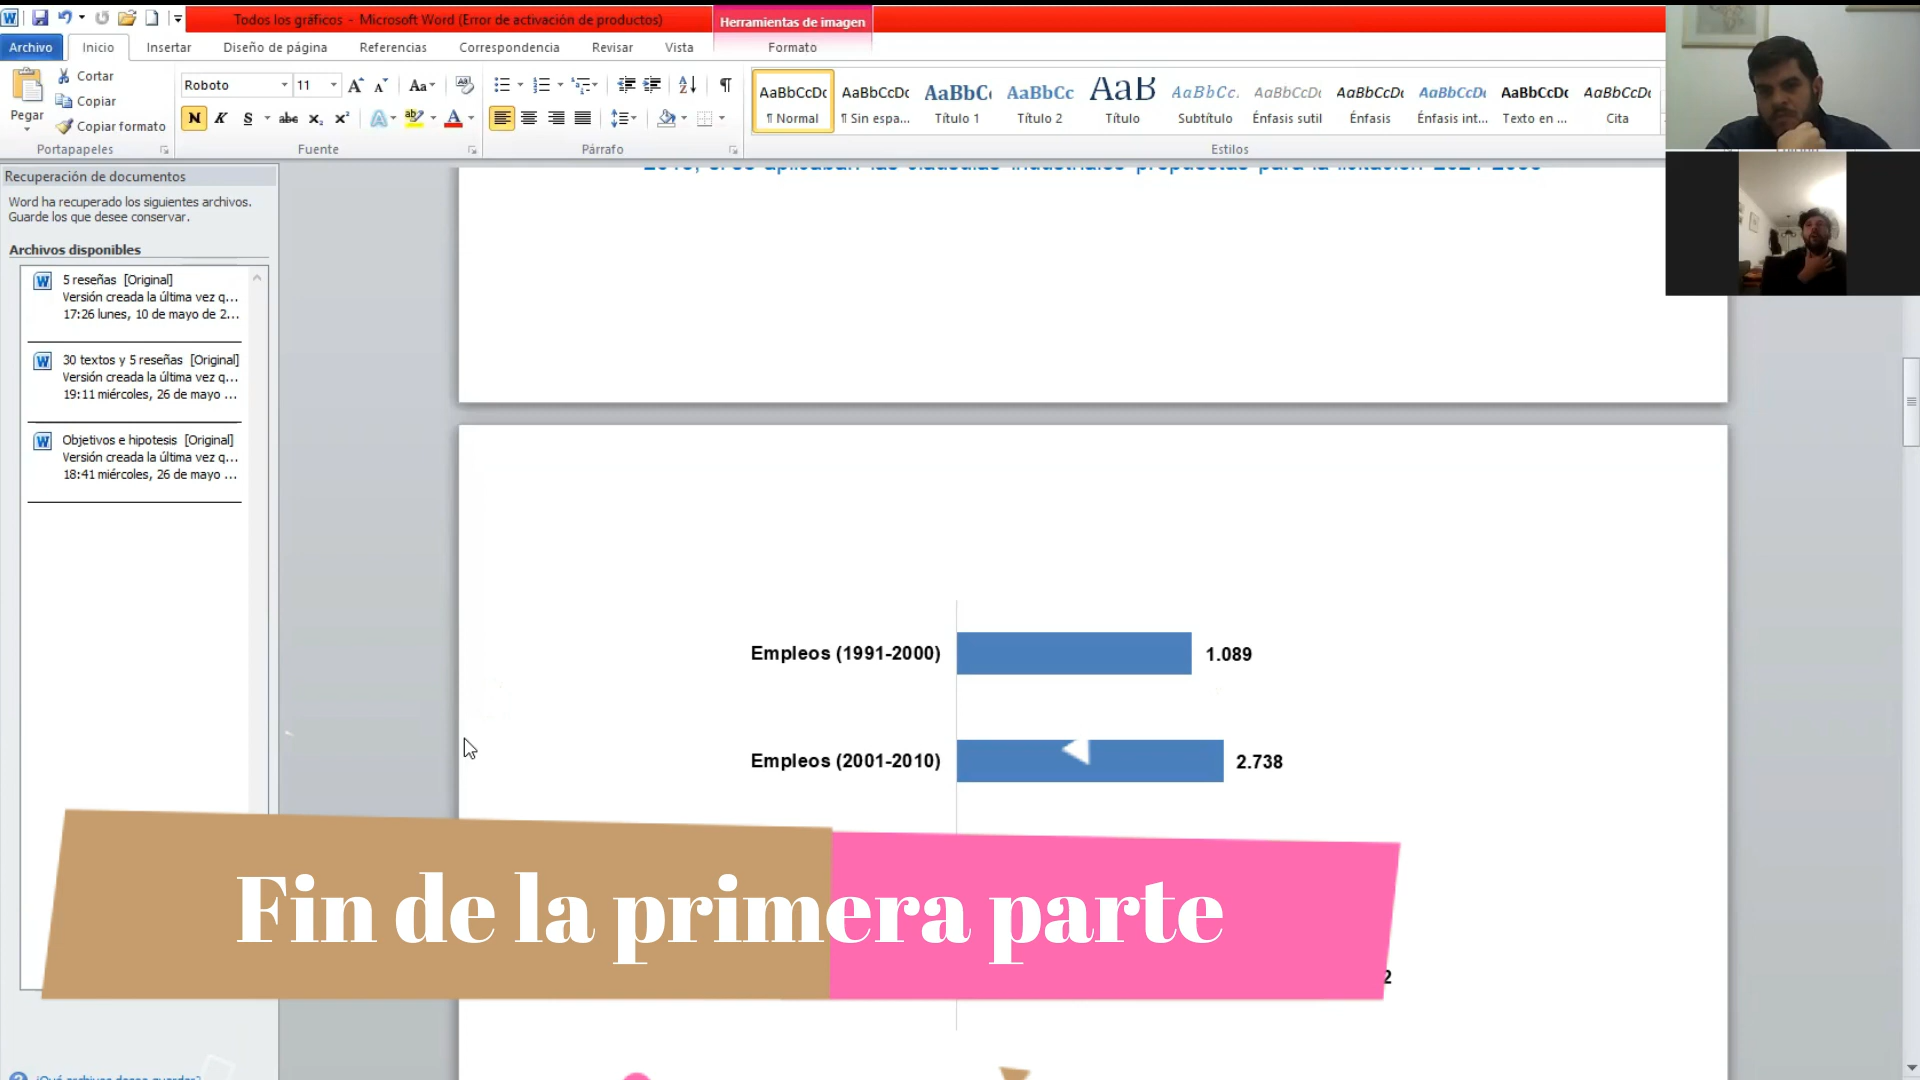 Todos los gráficos - Microsoft Word (Error de activación de productos)
Herramientas de imagen
Archivo Inicio Insertar Diseño de página Referencias Correspondencia Revisar Vista Formato
Pegar
Cortar
Copiar
Copiar formato
Portapapeles
Roboto 11
N K S abc x₂ x²
Fuente
Párrafo
AaBbCcDc
¶ Normal
AaBbCcDc
¶ Sin espa...
AaBbC
Título 1
AaBbCc
Título 2
AaB
Título
AaBbCc.
Subtítulo
AaBbCcDc
Énfasis sutil
AaBbCcDc
Énfasis
AaBbCcDc
Énfasis int...
AaBbCcDc
Texto en ...
AaBbCcDc
Cita
Estilos
Recuperación de documentos
Word ha recuperado los siguientes archivos.
Guarde los que desee conservar.
Archivos disponibles
5 reseñas [Original]
Versión creada la última vez q...
17:26 lunes, 10 de mayo de 2...
30 textos y 5 reseñas [Original]
Versión creada la última vez q...
19:11 miércoles, 26 de mayo ...
Objetivos e hipotesis [Original]
Versión creada la última vez q...
18:41 miércoles, 26 de mayo ...
Empleos (1991-2000) 1.089
Empleos (2001-2010) 2.738
2
Fin de la primera parte